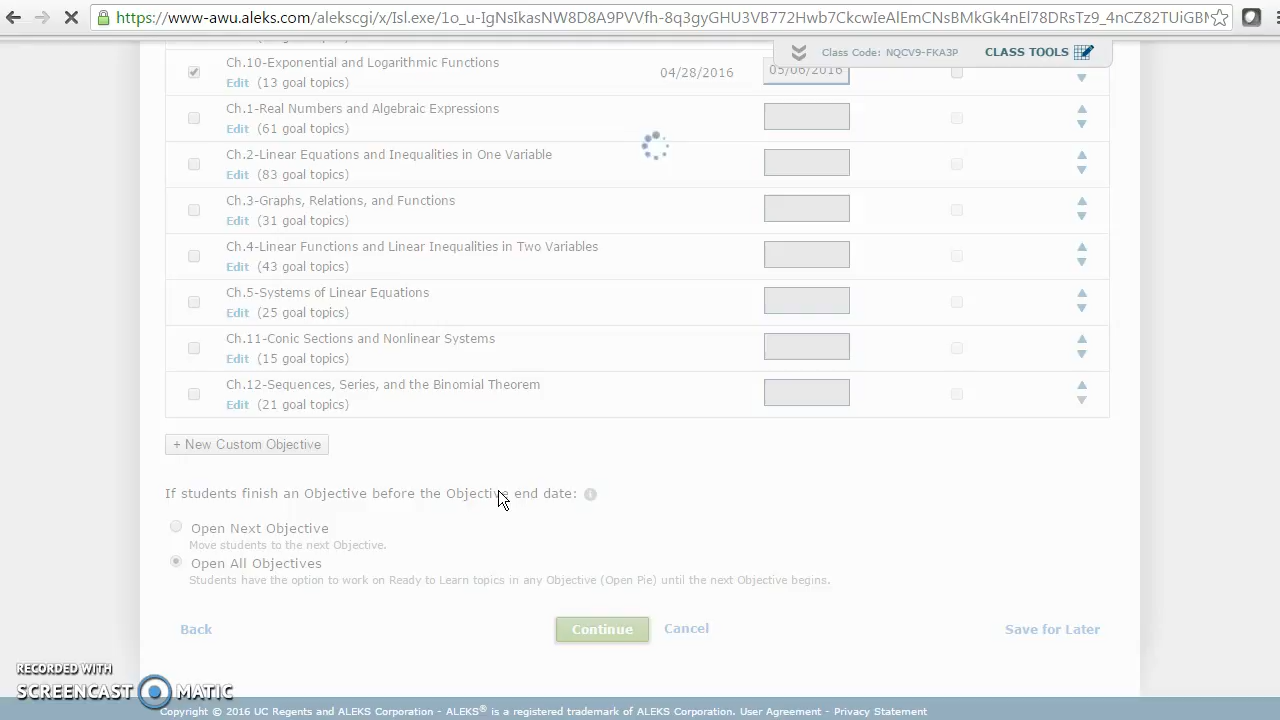 https://www-awu.aleks.com/alekscgi/x/Isl.exe/1o_u-IgNsIkasNW8D8A9PVVfh-8q3gyGHU1VB772Hwb7CkcwIeAlEmCNsBMkGk4nEl78DRsTz9_4nCZ82TUiGBM
Class Code: NQCV9-FKA3P CLASS TOOLS
Ch.10-Exponential and Logarithmic Functions 04/28/2016 05/06/2016
Edit (13 goal topics)
Ch.1-Real Numbers and Algebraic Expressions
Edit (61 goal topics)
Ch.2-Linear Equations and Inequalities in One Variable
Edit (83 goal topics)
Ch.3-Graphs, Relations, and Functions
Edit (31 goal topics)
Ch.4-Linear Functions and Linear Inequalities in Two Variables
Edit (43 goal topics)
Ch.5-Systems of Linear Equations
Edit (25 goal topics)
Ch.11-Conic Sections and Nonlinear Systems
Edit (15 goal topics)
Ch.12-Sequences, Series, and the Binomial Theorem
Edit (21 goal topics)
+ New Custom Objective
If students finish an Objective before the Objective end date:
Open Next Objective
Move students to the next Objective.
Open All Objectives
Students have the option to work on Ready to Learn topics in any Objective (Open Pie) until the next Objective begins.
Back Continue Cancel Save for Later
RECORDED WITH
SCREENCAST MATIC
Copyright © 2016 UC Regents and ALEKS Corporation - ALEKS® is a registered trademark of ALEKS Corporation. User Agreement - Privacy Statement